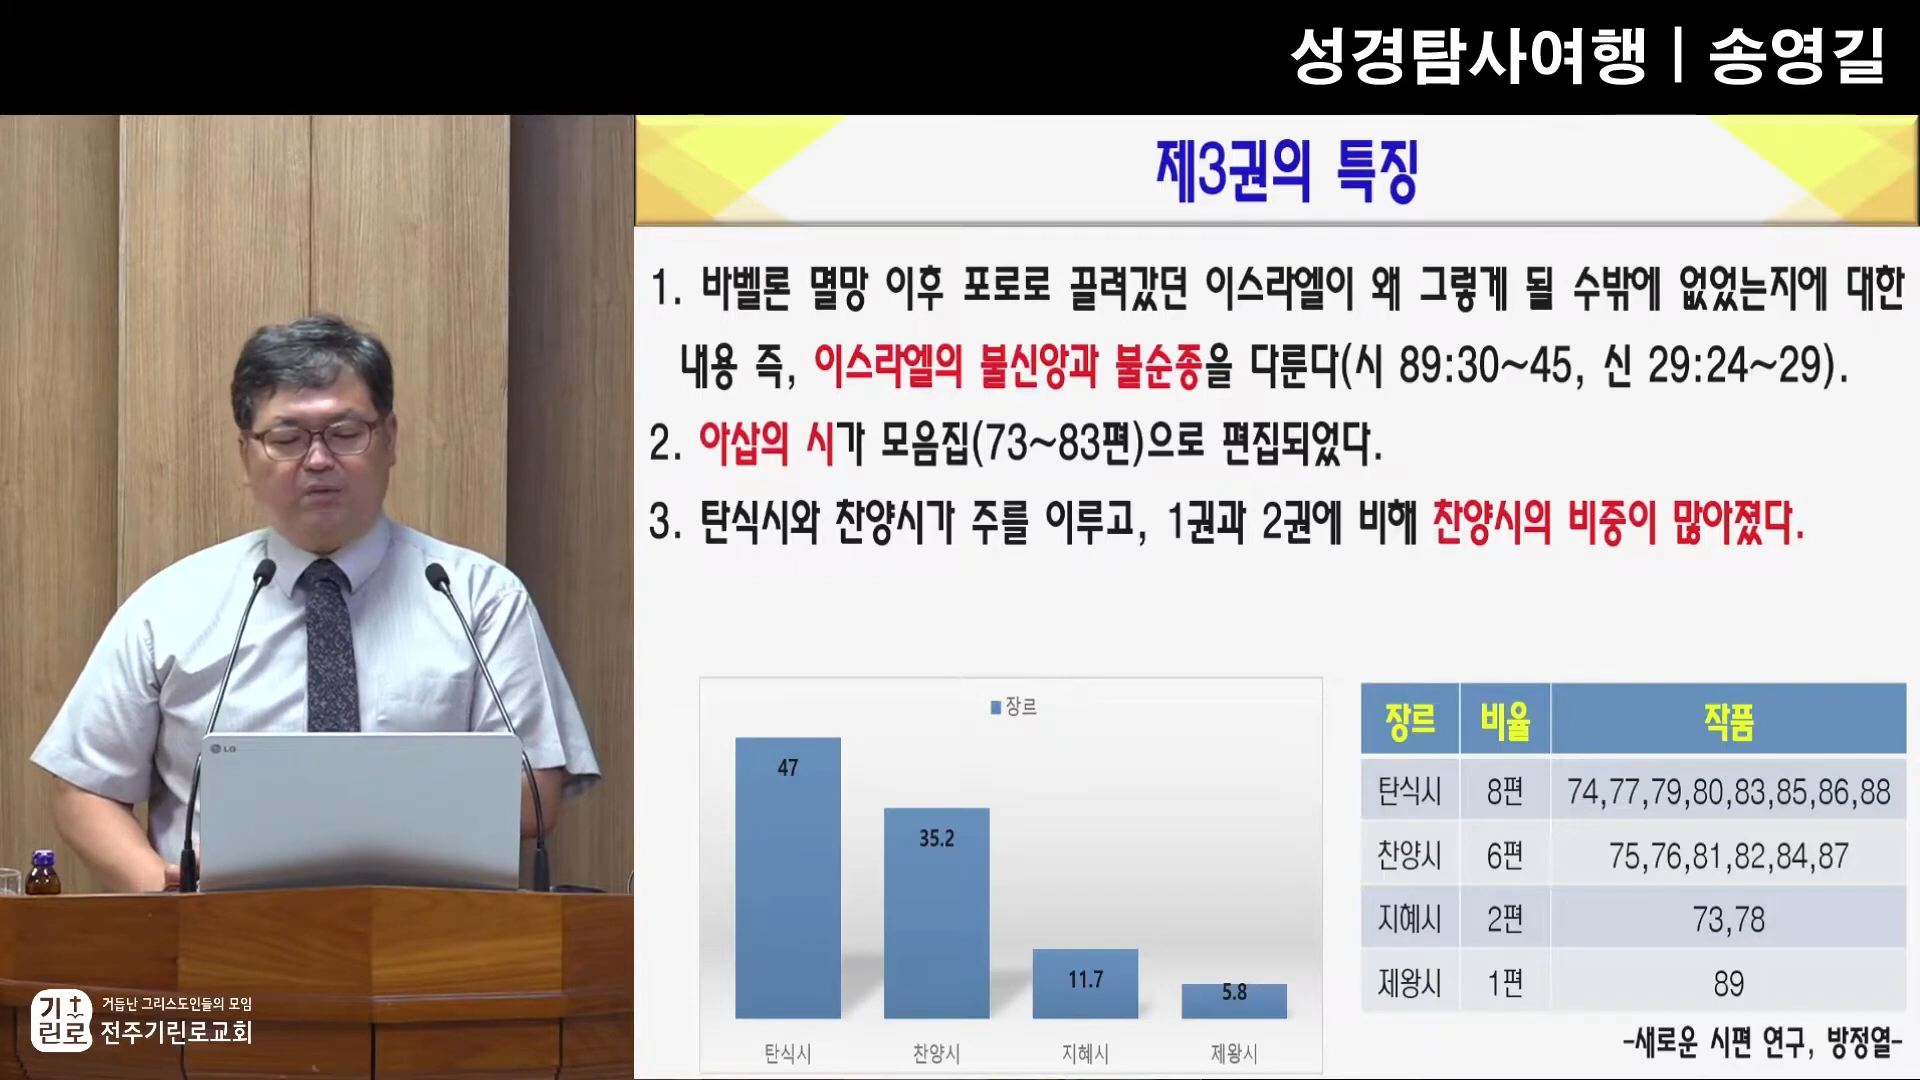 성경탐사여행 | 송영길
제3권의 특징
1. 바벨론 멸망 이후 포로로 끌려갔던 이스라엘이 왜 그렇게 될 수밖에 없었는지에 대한
내용 즉, 이스라엘의 불신앙과 불순종을 다룬다(시 89:30~45, 신 29:24~29).
2. 아삽의 시가 모음집(73~83편)으로 편집되었다.
3. 탄식시와 찬양시가 주를 이루고, 1권과 2권에 비해 찬양시의 비중이 많아졌다.
장르
47
35.2
11.7
5.8
탄식시 찬양시 지혜시 제왕시
장르 비율 작품
탄식시 8편 74,77,79,80,83,85,86,88
찬양시 6편 75,76,81,82,84,87
지혜시 2편 73,78
제왕시 1편 89
-새로운 시편 연구, 방정열-
LG
기린로
거듭난 그리스도인들의 모임
전주기린로교회